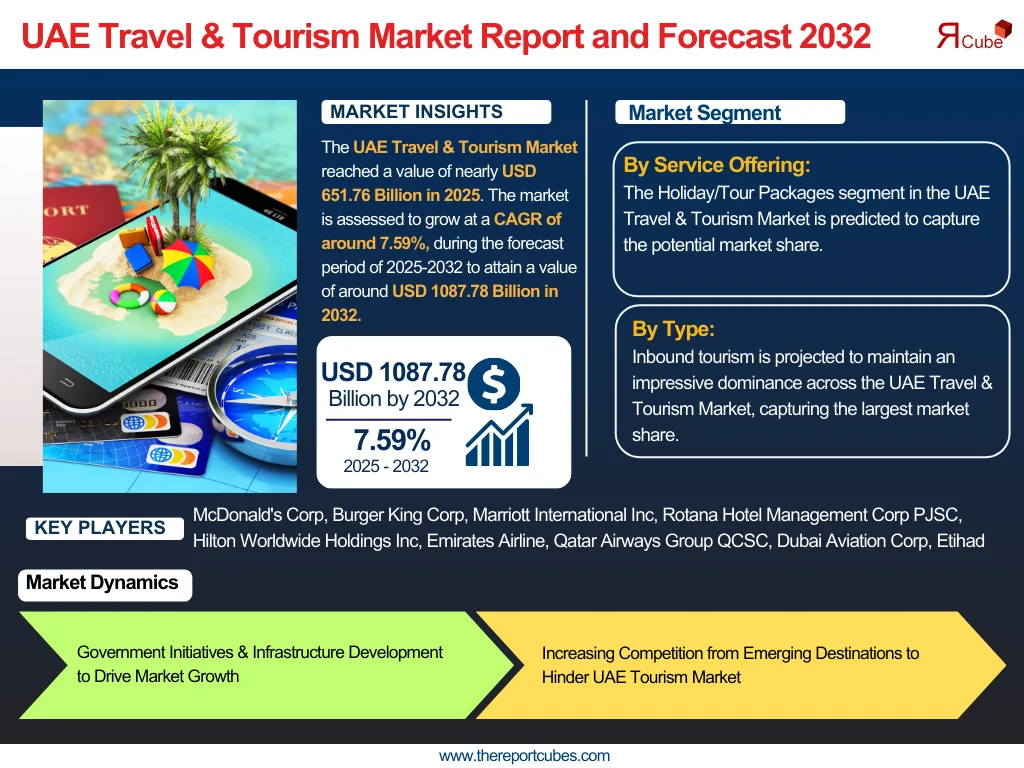 UAE Travel & Tourism Market Report and Forecast 2032
ЯCube
MARKET INSIGHTS
The UAE Travel & Tourism Market
reached a value of nearly USD
651.76 Billion in 2025. The market
is assessed to grow at a CAGR of
around 7.59%, during the forecast
period of 2025-2032 to attain a value
of around USD 1087.78 Billion in
2032.
USD 1087.78
Billion by 2032
7.59%
2025 - 2032
Market Segment
By Service Offering:
The Holiday/Tour Packages segment in the UAE
Travel & Tourism Market is predicted to capture
the potential market share.
By Type:
Inbound tourism is projected to maintain an
impressive dominance across the UAE Travel &
Tourism Market, capturing the largest market
share.
KEY PLAYERS
McDonald's Corp, Burger King Corp, Marriott International Inc, Rotana Hotel Management Corp PJSC,
Hilton Worldwide Holdings Inc, Emirates Airline, Qatar Airways Group QCSC, Dubai Aviation Corp, Etihad
Market Dynamics
Government Initiatives & Infrastructure Development
to Drive Market Growth
Increasing Competition from Emerging Destinations to
Hinder UAE Tourism Market
www.thereportcubes.com